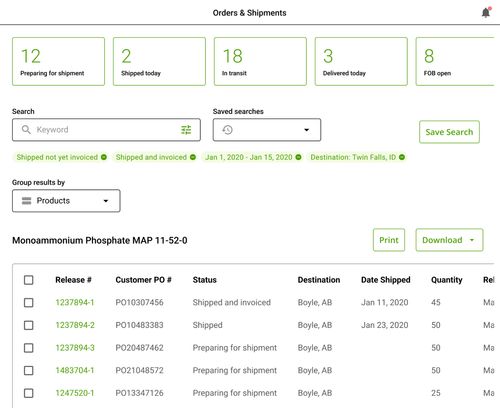 Orders & Shipments
12 2 18 3 8
Preparing for shipment Shipped today In transit Delivered today FOB open
Search Saved searches
Keyword Save Search
Shipped not yet invoiced Shipped and invoiced Jan 1, 2020 - Jan 15, 2020 Destination: Twin Falls, ID
Group results by
Products
Monoammonium Phosphate MAP 11-52-0 Print Download
Release # Customer PO # Status Destination Date Shipped Quantity Rel
1237894-1 PO10307456 Shipped and invoiced Boyle, AB Jan 11, 2020 45 Ma
1237894-2 PO10483383 Shipped Boyle, AB Jan 23, 2020 50 Ma
1237894-3 PO20487462 Preparing for shipment Boyle, AB 50 Ma
1483704-1 PO21048572 Preparing for shipment Boyle, AB 50 Ma
1247520-1 PO13347126 Preparing for shipment Boyle, AB 25 Ma